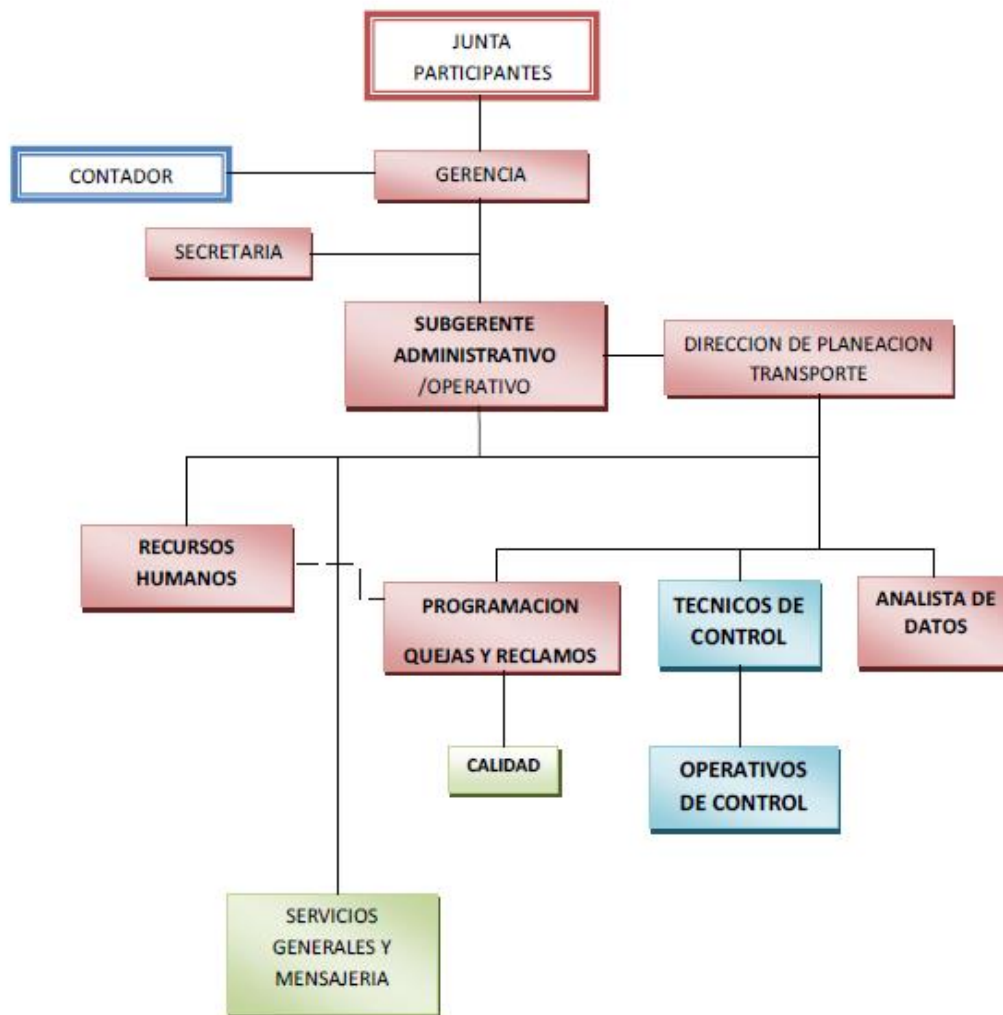 JUNTA
PARTICIPANTES
CONTADOR
GERENCIA
SECRETARIA
SUBGERENTE
ADMINISTRATIVO
/OPERATIVO
DIRECCION DE PLANEACION
TRANSPORTE
RECURSOS
HUMANOS
PROGRAMACION
QUEJAS Y RECLAMOS
TECNICOS DE
CONTROL
ANALISTA DE
DATOS
CALIDAD
OPERATIVOS
DE CONTROL
SERVICIOS
GENERALES Y
MENSAJERIA